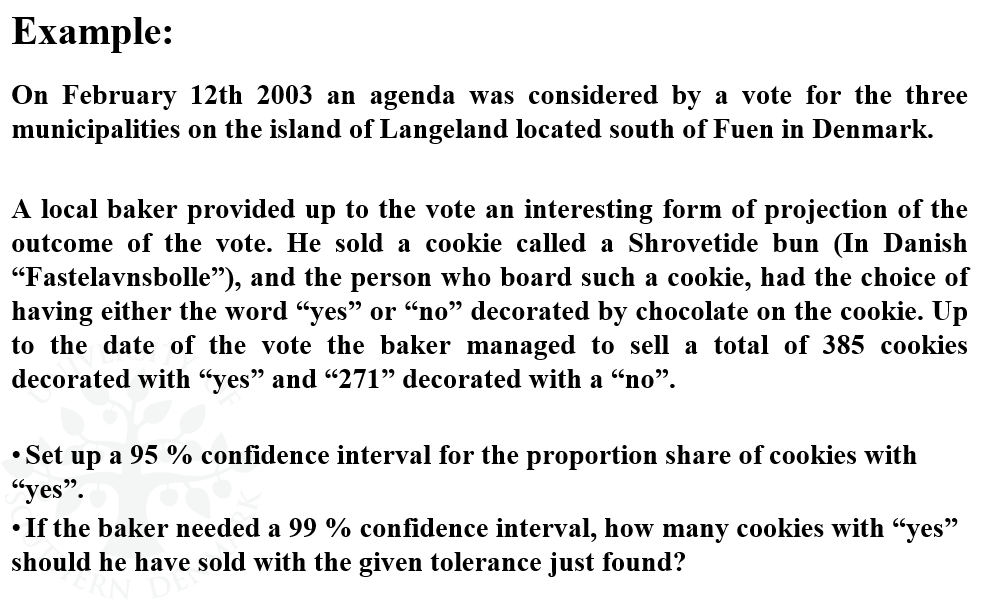 Example:
On February 12th 2003 an agenda was considered by a vote for the three
municipalities on the island of Langeland located south of Fuen in Denmark.
A local baker provided up to the vote an interesting form of projection of the
outcome of the vote. He sold a cookie called a Shrovetide bun (In Danish
“Fastelavnsbolle”), and the person who board such a cookie, had the choice of
having either the word “yes” or “no” decorated by chocolate on the cookie. Up
to the date of the vote the baker managed to sell a total of 385 cookies
decorated with “yes” and “271” decorated with a “no”.
• Set up a 95 % confidence interval for the proportion share of cookies with
“yes”.
• If the baker needed a 99 % confidence interval, how many cookies with “yes”
should he have sold with the given tolerance just found?